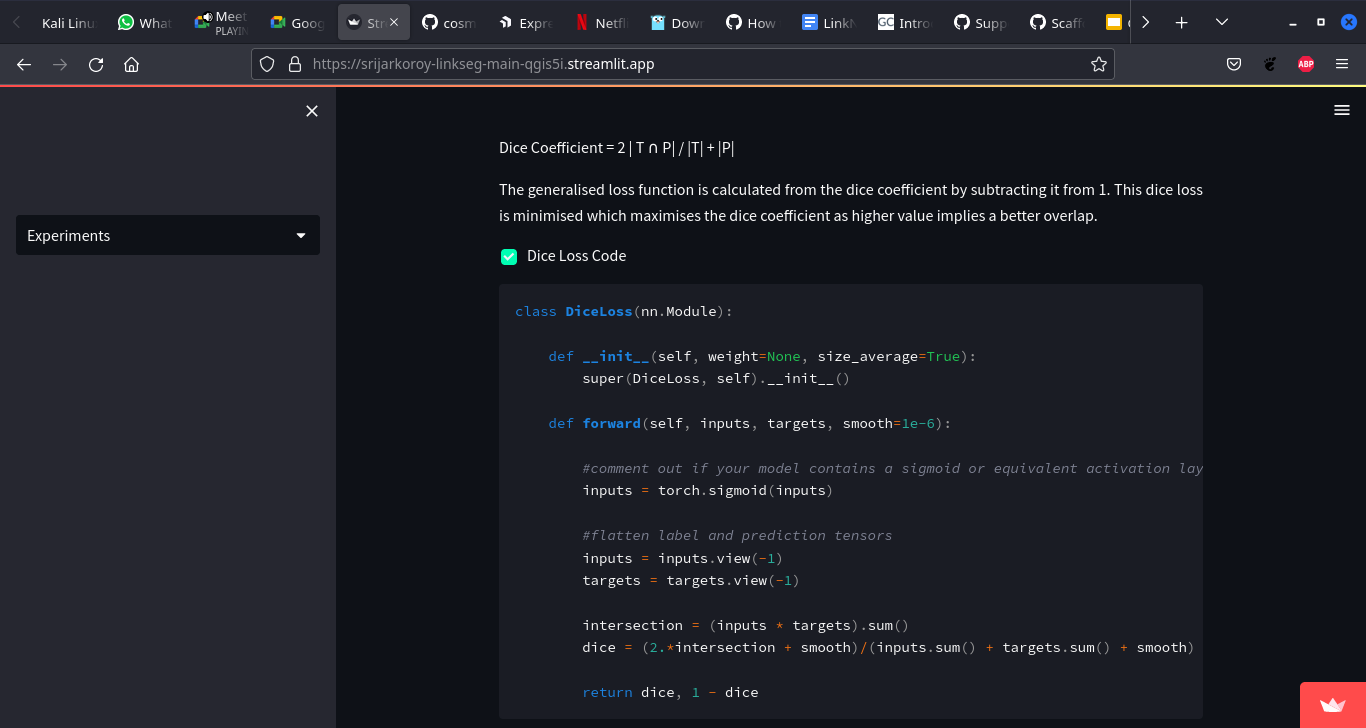 Kali Linu
What
Meet
PLAYIN
Goog
Str
cosm
Expre
Netfli
Dow
How
Link
GC
Intro
Supp
Scaff
https://srijarkoroy-linkseg-main-qgis5i.streamlit.app
ABP
Experiments
Dice Coefficient = 2 | T ∩ P| / |T| + |P|
The generalised loss function is calculated from the dice coefficient by subtracting it from 1. This dice loss
is minimised which maximises the dice coefficient as higher value implies a better overlap.
Dice Loss Code
class DiceLoss(nn.Module):
def __init__(self, weight=None, size_average=True):
super(DiceLoss, self).__init__()
def forward(self, inputs, targets, smooth=1e-6):
#comment out if your model contains a sigmoid or equivalent activation lay
inputs = torch.sigmoid(inputs)
#flatten label and prediction tensors
inputs = inputs.view(-1)
targets = targets.view(-1)
intersection = (inputs * targets).sum()
dice = (2.*intersection + smooth)/(inputs.sum() + targets.sum() + smooth)
return dice, 1 - dice